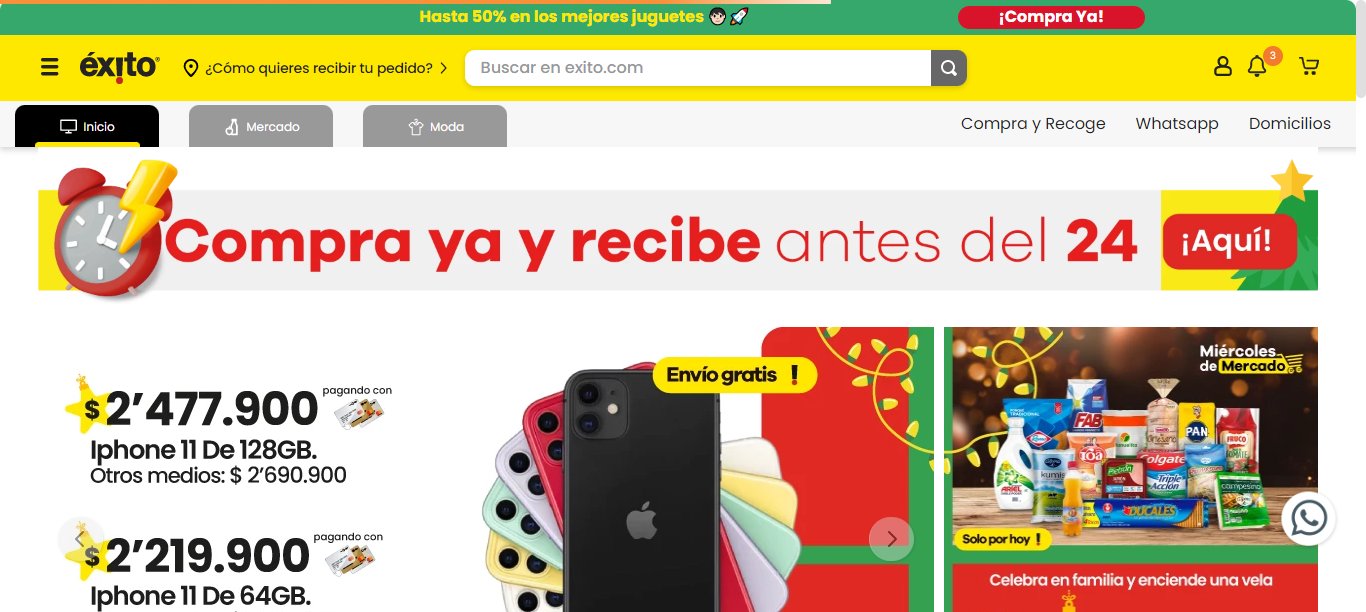 Hasta 50% en los mejores juguetes
¡Compra Ya!
éxito
¿Cómo quieres recibir tu pedido?
Buscar en exito.com
3
Inicio
Mercado
Moda
Compra y Recoge
Whatsapp
Domicilios
Compra ya y recibe antes del 24
¡Aquí!
Envío gratis !
$ 2’477.900
pagando con
Iphone 11 De 128GB.
Otros medios: $ 2’690.900
$ 2’219.900
pagando con
Iphone 11 De 64GB.
Miércoles
de Mercado
FAB
PAN
FRUCO
kumis
Colgate
Triple
Acción
ARIEL
campesino
DUCALES
Solo por hoy !
Celebra en familia y enciende una vela